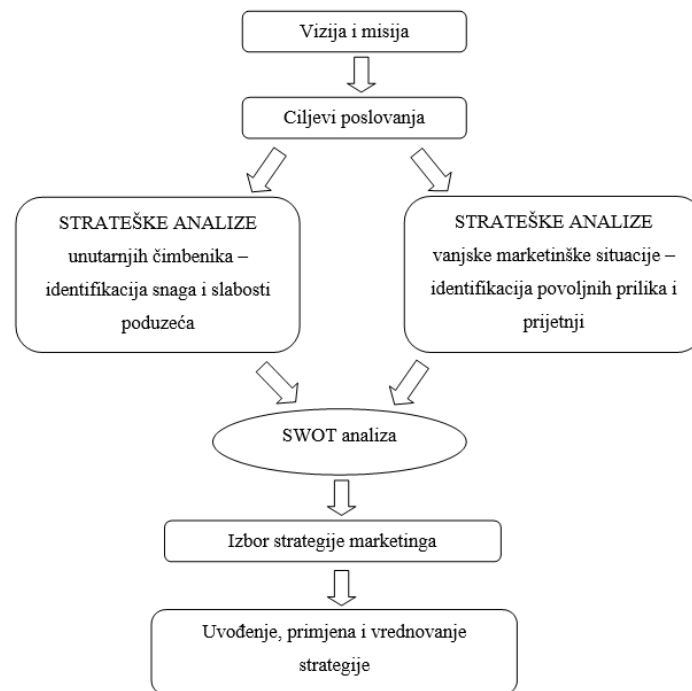 Vizija i misija
Ciljevi poslovanja
STRATEŠKE ANALIZE
unutarnjih čimbenika –
identifikacija snaga i slabosti
poduzeća
STRATEŠKE ANALIZE
vanjske marketinške situacije –
identifikacija povoljnih prilika i
prijetnji
SWOT analiza
Izbor strategije marketinga
Uvođenje, primjena i vrednovanje
strategije